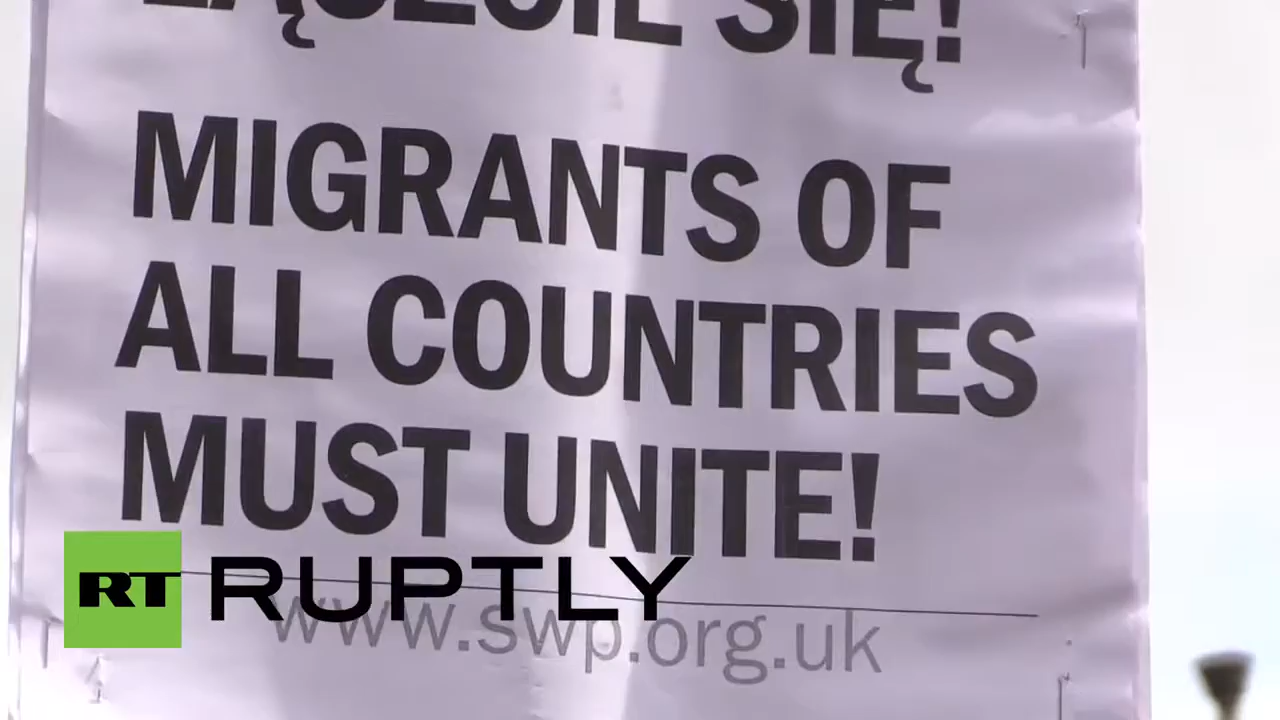 SIĘ!
MIGRANTS OF
ALL COUNTRIES
MUST UNITE!
RT RUPTLY
www.swp.org.uk